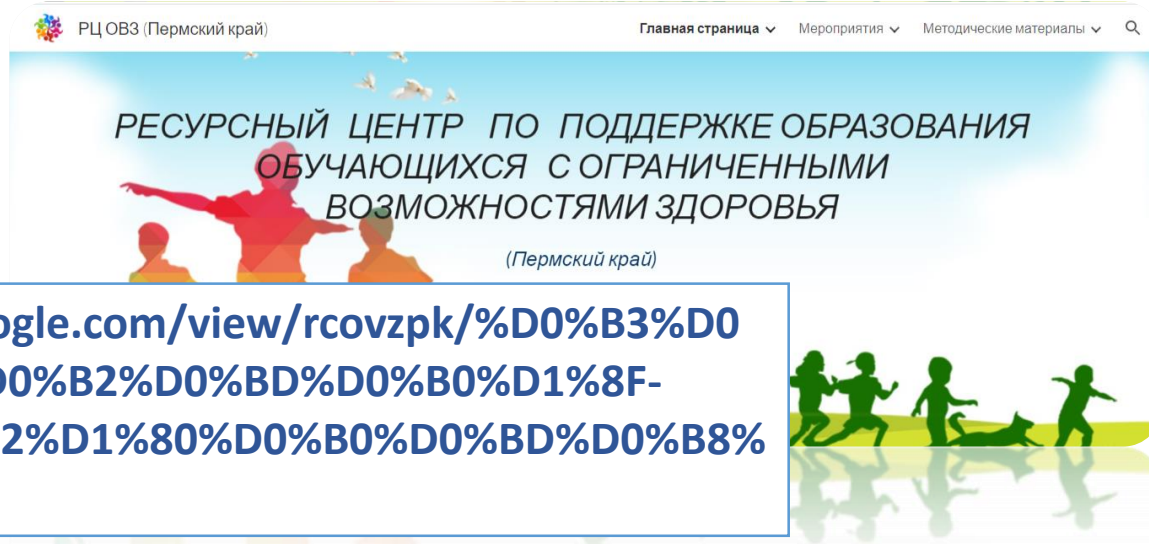 РЦ ОВЗ (Пермский край)
Главная страница Мероприятия Методические материалы
РЕСУРСНЫЙ ЦЕНТР ПО ПОДДЕРЖКЕ ОБРАЗОВАНИЯ
ОБУЧАЮЩИХСЯ С ОГРАНИЧЕННЫМИ
ВОЗМОЖНОСТЯМИ ЗДОРОВЬЯ
(Пермский край)
ogle.com/view/rcovzpk/%D0%B3%D0
D0%B2%D0%BD%D0%B0%D1%8F-
2%D1%80%D0%B0%D0%BD%D0%B8%